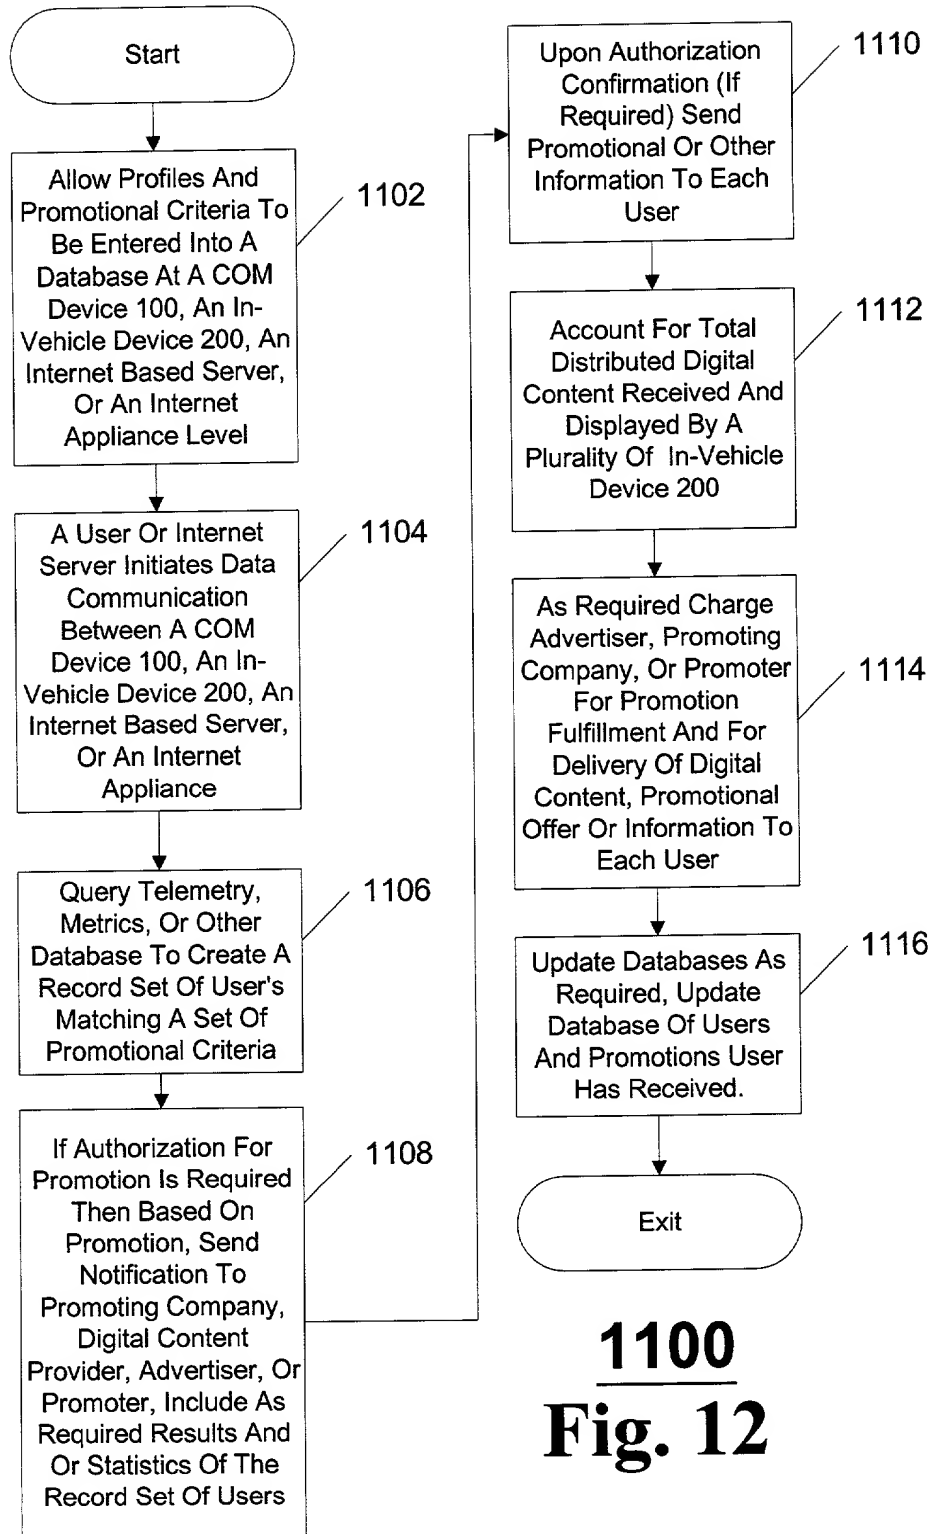 Start
Allow Profiles And
Promotional Criteria To
Be Entered Into A
Database At A COM
Device 100, An In-
Vehicle Device 200, An
Internet Based Server,
Or An Internet
Appliance Level
1102
A User Or Internet
Server Initiates Data
Communication
Between A COM
Device 100, An In-
Vehicle Device 200, An
Internet Based Server,
Or An Internet
Appliance
1104
Query Telemetry,
Metrics, Or Other
Database To Create A
Record Set Of User's
Matching A Set Of
Promotional Criteria
1106
If Authorization For
Promotion Is Required
Then Based On
Promotion, Send
Notification To
Promoting Company,
Digital Content
Provider, Advertiser, Or
Promoter, Include As
Required Results And
Or Statistics Of The
Record Set Of Users
1108
Upon Authorization
Confirmation (If
Required) Send
Promotional Or Other
Information To Each
User
1110
Account For Total
Distributed Digital
Content Received And
Displayed By A
Plurality Of In-Vehicle
Device 200
1112
As Required Charge
Advertiser, Promoting
Company, Or Promoter
For Promotion
Fulfillment And For
Delivery Of Digital
Content, Promotional
Offer Or Information To
Each User
1114
Update Databases As
Required, Update
Database Of Users
And Promotions User
Has Received.
1116
Exit
1100
Fig. 12